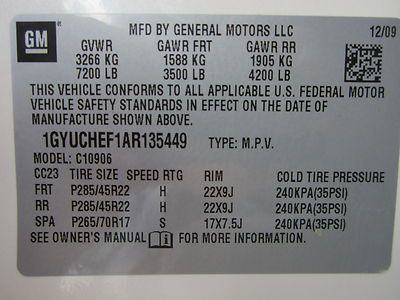 GM
MFD BY GENERAL MOTORS LLC 12/09
GVWR GAWR FRT GAWR RR
3266 KG 1588 KG 1905 KG
7200 LB 3500 LB 4200 LB
THIS VEHICLE CONFORMS TO ALL APPLICABLE U.S. FEDERAL MOTOR
VEHICLE SAFETY STANDARDS IN EFFECT ON THE DATE OF
MANUFACTURE SHOWN ABOVE.
1GYUCHEF1AR135449 TYPE: M.P.V.
MODEL: C10906
CC23 TIRE SIZE SPEED RTG RIM COLD TIRE PRESSURE
FRT P285/45R22 H 22X9J 240KPA(35PSI)
RR P285/45R22 H 22X9J 240KPA(35PSI)
SPA P265/70R17 S 17X7.5J 240KPA(35PSI)
SEE OWNER'S MANUAL FOR MORE INFORMATION.